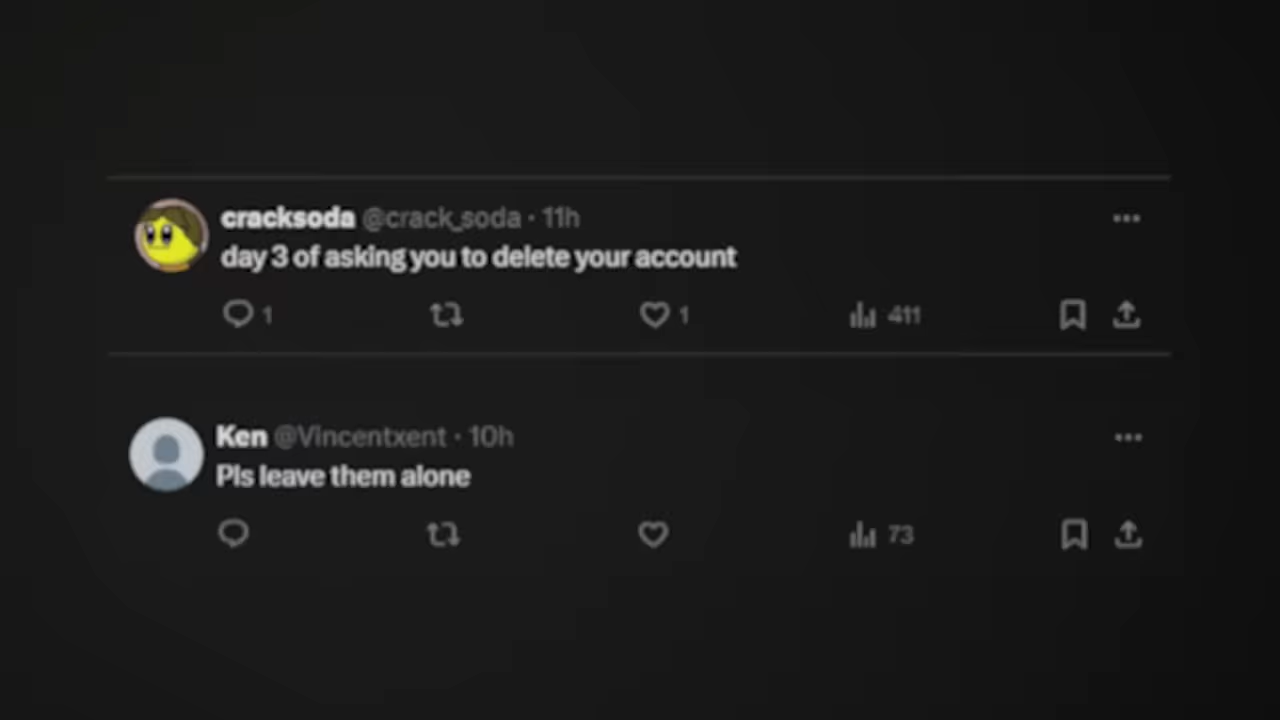 cracksoda @crack_soda · 11h
day 3 of asking you to delete your account
1 1 411
Ken @Vincentxent · 10h
Pls leave them alone
73